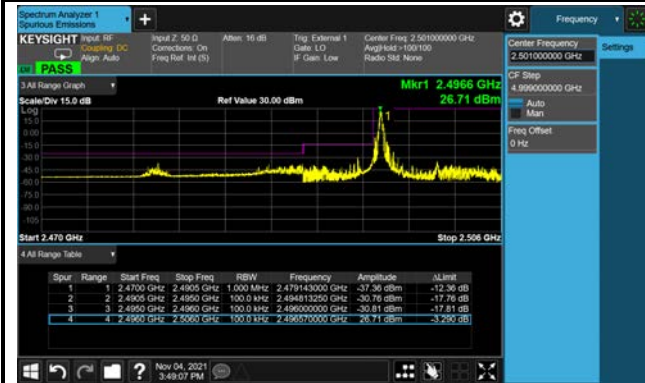 Spectrum Analyzer 1
Spurious Emissions
Frequency
KEYSIGHT Input: RF
Coupling: DC
Align: Auto
Input Z: 50 Ω
Corrections: On
Freq Ref: Int (S)
Atten: 16 dB
Trig: External 1
Gate: LO
IF Gain: Low
Center Freq: 2.501000000 GHz
Avg|Hold:>100/100
Radio Std: None
PASS
Center Frequency
2.501000000 GHz
Settings
CF Step
4.999000000 GHz
Auto
Man
Freq Offset
0 Hz
3 All Range Graph
Mkr1 2.4966 GHz
26.71 dBm
Scale/Div 15.0 dB
Ref Value 30.00 dBm
Log
15.0
0.00
-15.0
-30.0
-45.0
-60.0
-75.0
-90.0
-105
1
Start 2.470 GHz
Stop 2.506 GHz
4 All Range Table
Spur Range Start Freq Stop Freq RBW Frequency Amplitude ΔLimit
1 1 2.4700 GHz 2.4905 GHz 1.000 MHz 2.479143000 GHz -37.36 dBm -12.36 dB
2 2 2.4905 GHz 2.4950 GHz 100.0 kHz 2.494813250 GHz -30.76 dBm -17.76 dB
3 3 2.4950 GHz 2.4960 GHz 100.0 kHz 2.496000000 GHz -30.81 dBm -17.81 dB
4 4 2.4960 GHz 2.5060 GHz 100.0 kHz 2.496570000 GHz 26.71 dBm -3.290 dB
Nov 04, 2021
3:49:07 PM